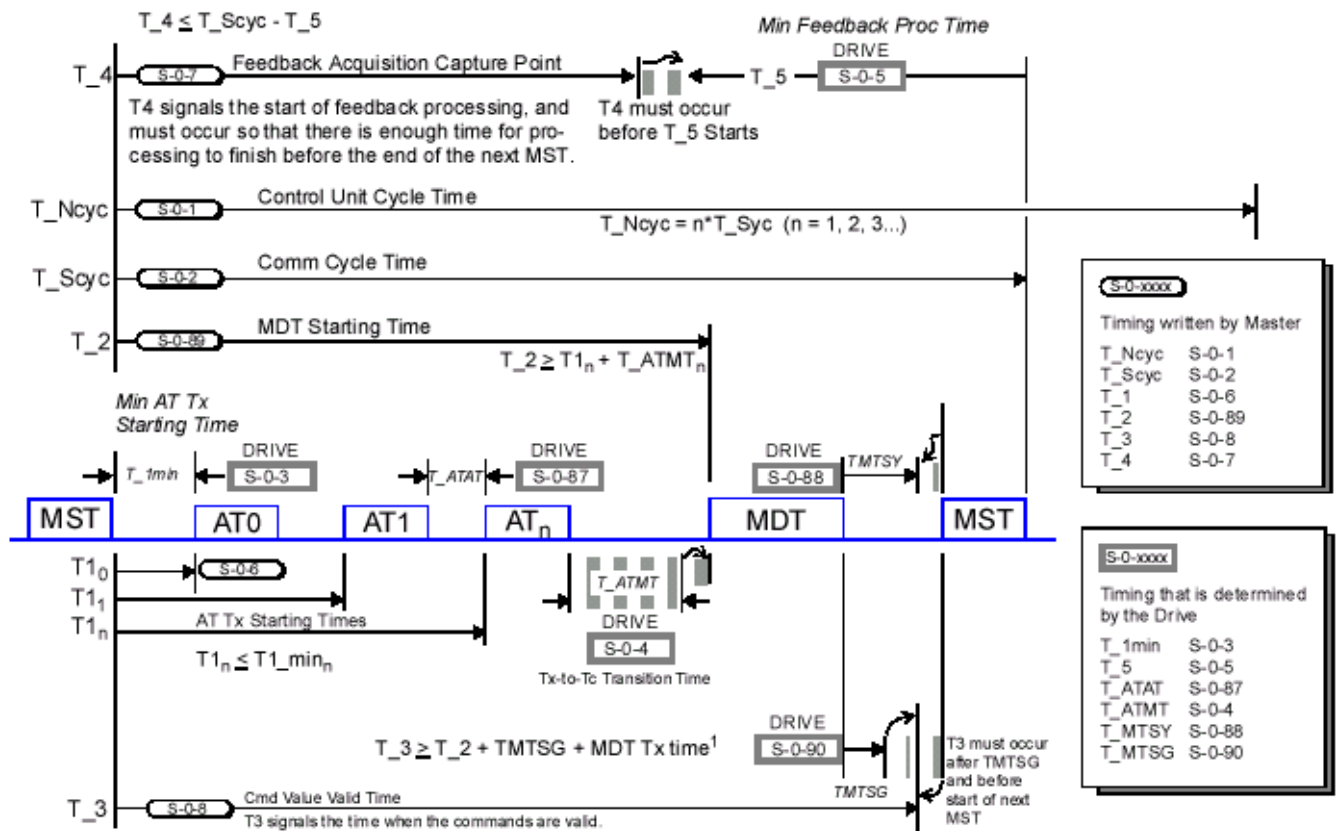 T_4 ≤ T_Scyc - T_5
Min Feedback Proc Time
DRIVE
T_4 S-0-7 Feedback Acquisition Capture Point T_5 S-0-5
T4 signals the start of feedback processing, and
must occur so that there is enough time for pro-
cessing to finish before the end of the next MST.
T4 must occur
before T_5 Starts
T_Ncyc S-0-1 Control Unit Cycle Time
T_Ncyc = n*T_Syc (n = 1, 2, 3...)
T_Scyc S-0-2 Comm Cycle Time
T_2 S-0-89 MDT Starting Time
T_2 ≥ T1n + T_ATMTn
Min AT Tx
Starting Time
T_1min
DRIVE
S-0-3
T_ATAT
DRIVE
S-0-87
DRIVE
S-0-88
TMTSY
MST AT0 AT1 ATn MDT MST
T10 S-0-6
T11
T1n AT Tx Starting Times
T1n ≤ T1_minn
T_ATMT
DRIVE
S-0-4
Tx-to-Tc Transition Time
T_3 ≥ T_2 + TMTSG + MDT Tx time1
DRIVE
S-0-90
TMTSG
T3 must occur
after TMTSG
and before
start of next
MST
T_3 S-0-8 Cmd Value Valid Time
T3 signals the time when the commands are valid.
S-0-xxxx
Timing written by Master
T_Ncyc S-0-1
T_Scyc S-0-2
T_1 S-0-6
T_2 S-0-89
T_3 S-0-8
T_4 S-0-7
S-0-xxxx
Timing that is determined
by the Drive
T_1min S-0-3
T_5 S-0-5
T_ATAT S-0-87
T_ATMT S-0-4
T_MTSY S-0-88
T_MTSG S-0-90